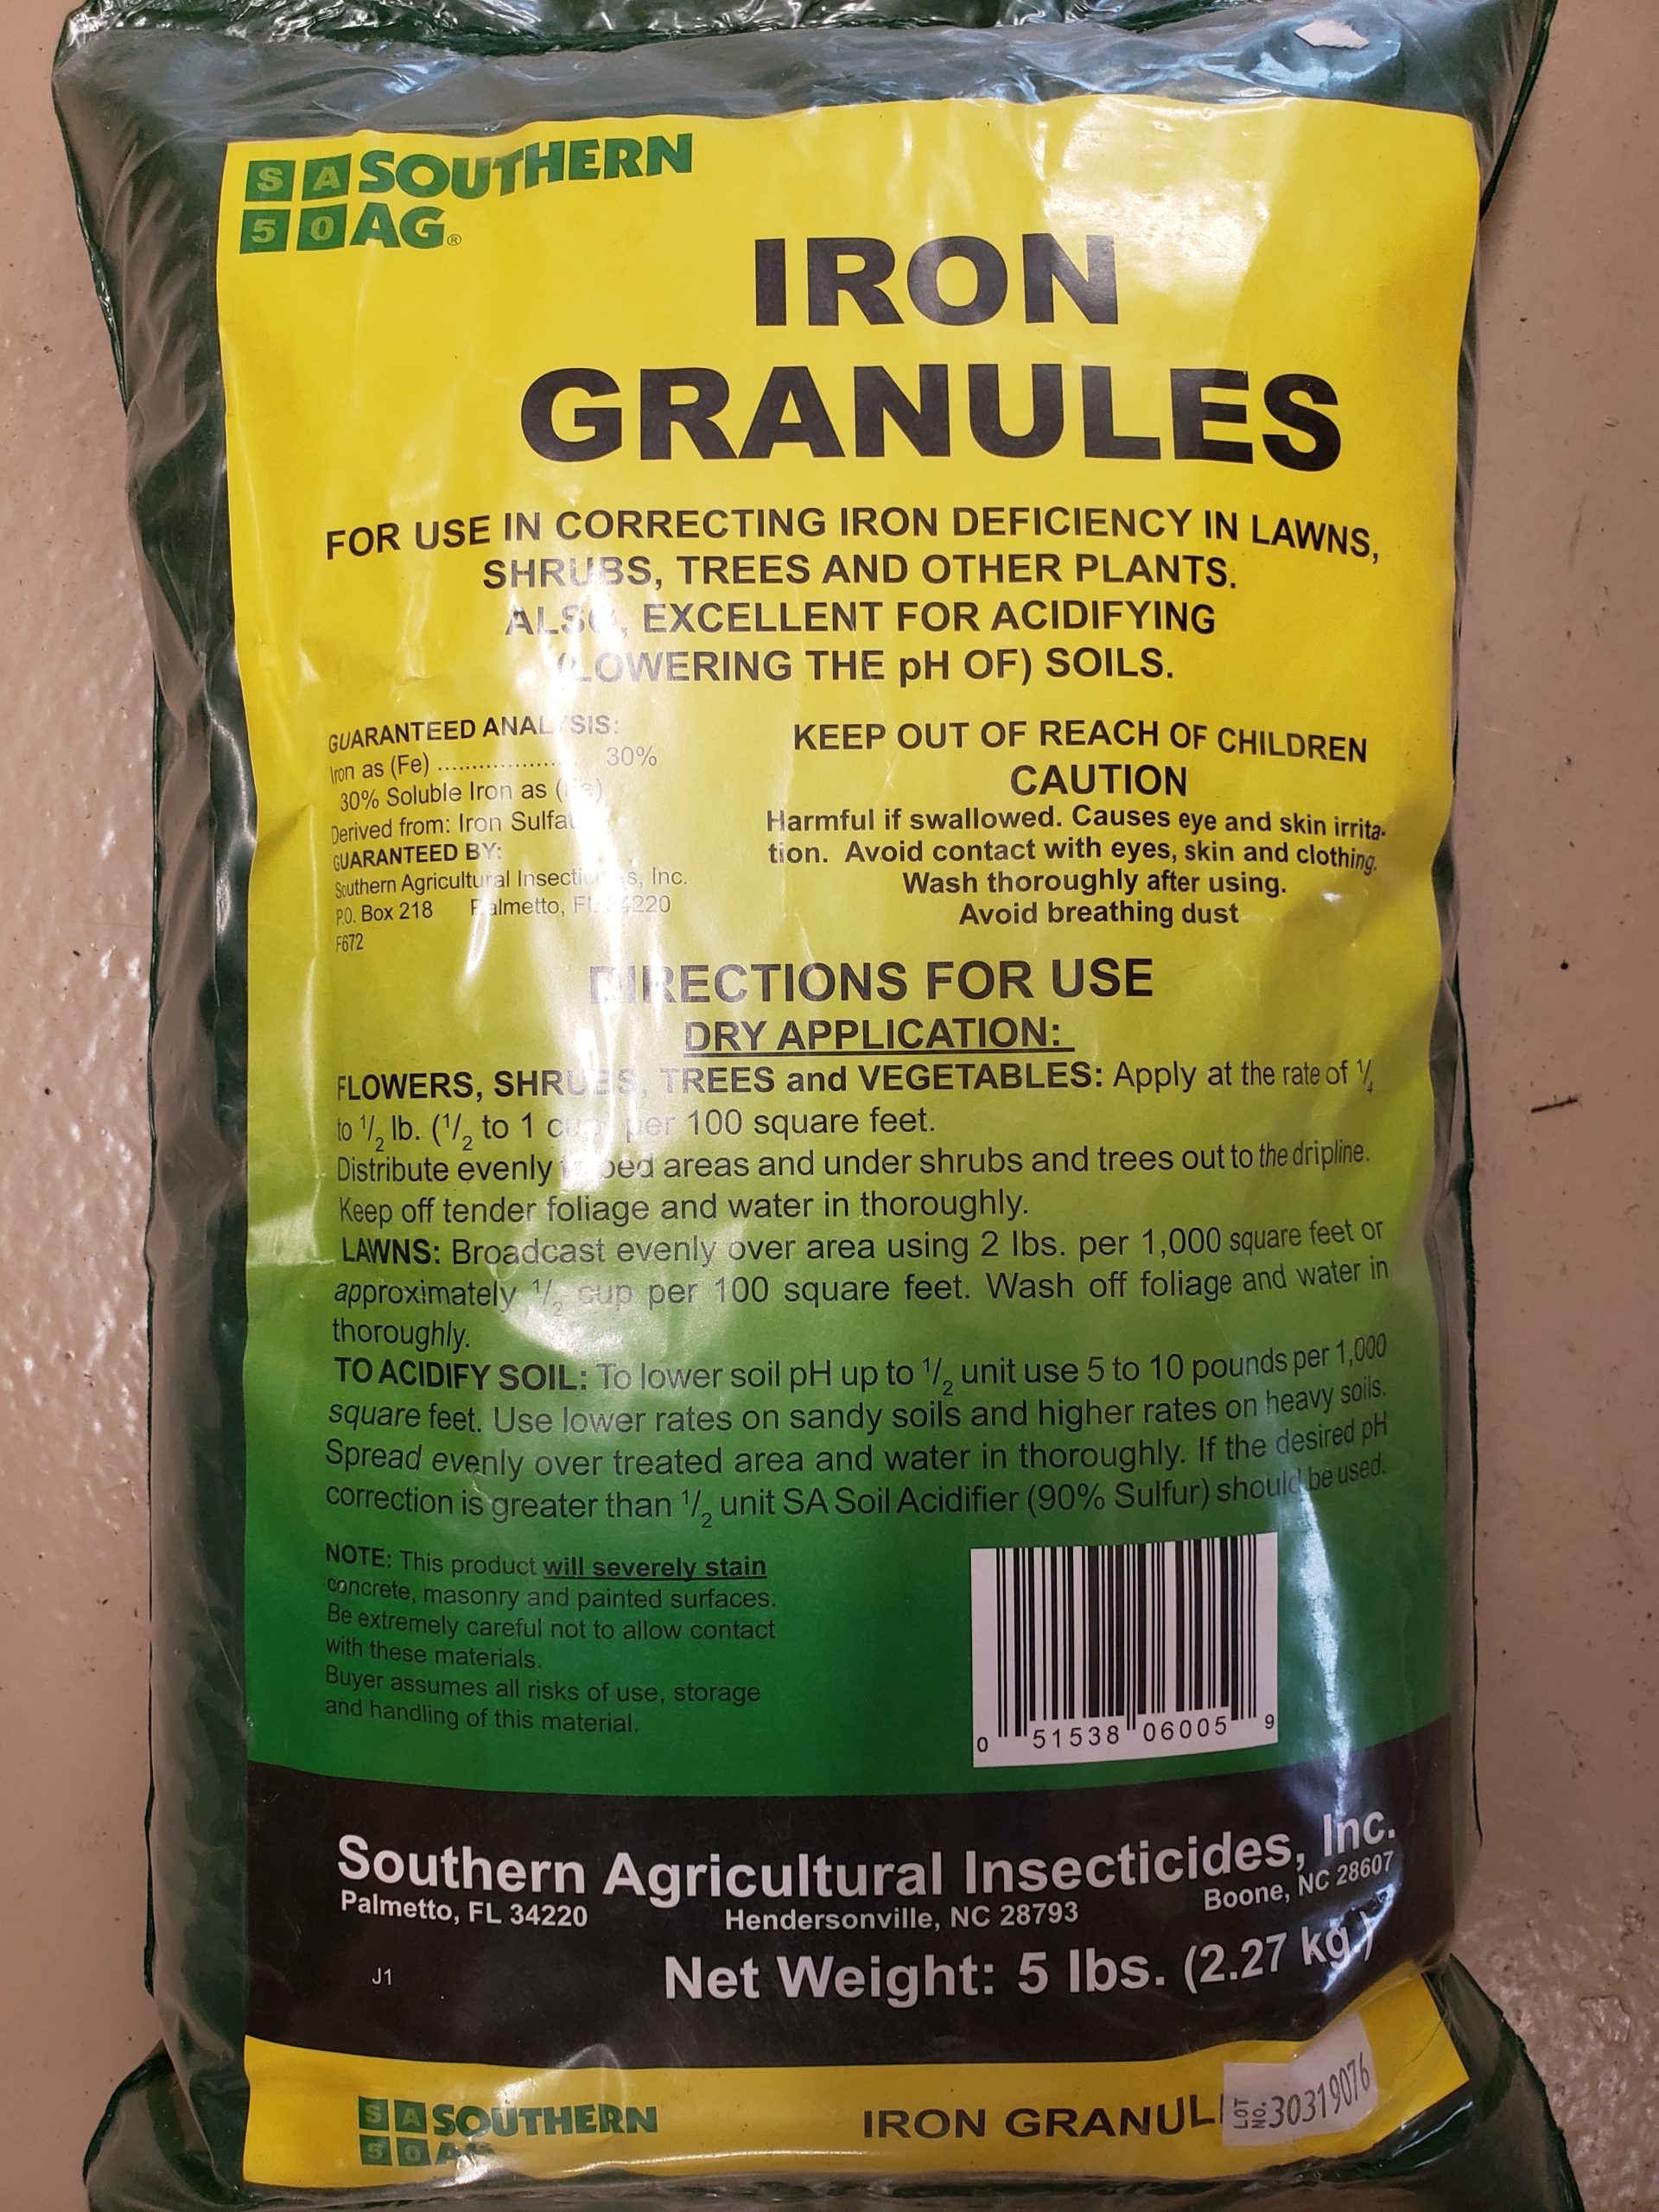 SA SOUTHERN
50 AG®
IRON
GRANULES
FOR USE IN CORRECTING IRON DEFICIENCY IN LAWNS,
SHRUBS, TREES AND OTHER PLANTS.
ALSO, EXCELLENT FOR ACIDIFYING
(LOWERING THE pH OF) SOILS.
GUARANTEED ANALYSIS:
Iron as (Fe) .................... 30%
30% Soluble Iron as (Fe)
Derived from: Iron
GUARANTEED BY:
Southern Agricultural Insecticides, Inc.
P.O. Box 218 Palmetto, FL 34220
F672
KEEP OUT OF REACH OF CHILDREN
CAUTION
Harmful if swallowed. Causes eye and skin irrita-
tion. Avoid contact with eyes, skin and clothing.
Wash thoroughly after using.
Avoid breathing dust
DIRECTIONS FOR USE
DRY APPLICATION:
FLOWERS, SHRUBS, TREES and VEGETABLES: Apply at the rate of 1/4
to 1/2 lb. (1/2 to 1 cup) per 100 square feet.
Distribute evenly in bed areas and under shrubs and trees out to the dripline.
Keep off tender foliage and water in thoroughly.
LAWNS: Broadcast evenly over area using 2 lbs. per 1,000 square feet or
approximately 1/2 cup per 100 square feet. Wash off foliage and water in
thoroughly.
TO ACIDIFY SOIL: To lower soil pH up to 1/2 unit use 5 to 10 pounds per 1,000
square feet. Use lower rates on sandy soils and higher rates on heavy soils.
Spread evenly over treated area and water in thoroughly. If the desired pH
correction is greater than 1/2 unit SA Soil Acidifier (90% Sulfur) should be used.
NOTE: This product will severely stain
concrete, masonry and painted surfaces.
Be extremely careful not to allow contact
with these materials.
Buyer assumes all risks of use, storage
and handling of this material.
0 51538 06005 9
Southern Agricultural Insecticides, Inc.
Palmetto, FL 34220 Hendersonville, NC 28793 Boone, NC 28607
J1 Net Weight: 5 lbs. (2.27 kg.)
SA SOUTHERN
50 AG
IRON GRANUL
LOT NO. 30319076